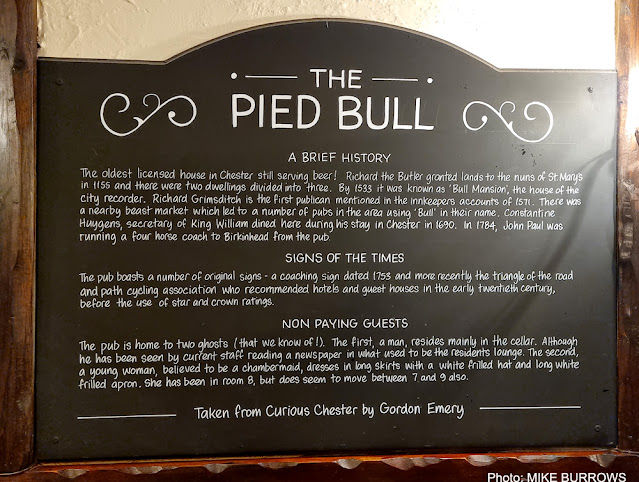 THE
PIED BULL
A BRIEF HISTORY
The oldest licensed house in Chester still serving beer! Richard the Butler granted lands to the nuns of St. Mary's
in 1155 and there were two dwellings divided into three. By 1533 it was known as 'Bull Mansion', the house of the
city recorder. Richard Grimsditch is the first publican mentioned in the innkeepers accounts of 1571. There was
a nearby beast market which led to a number of pubs in the area using 'Bull' in their name. Constantine
Huygens, secretary of King William dined here during his stay in Chester in 1690. In 1784, John Paul was
running a four horse coach to Birkinhead from the pub.
SIGNS OF THE TIMES
The pub boasts a number of original signs - a coaching sign dated 1753 and more recently the triangle of the road
and path cycling association who recommended hotels and guest houses in the early twentieth century,
before the use of star and crown ratings.
NON PAYING GUESTS
The pub is home to two ghosts (that we know of!). The first, a man, resides mainly in the cellar. Although
he has been seen by current staff reading a newspaper in what used to be the residents lounge. The second,
a young woman, believed to be a chambermaid, dresses in long skirts with a white frilled hat and long white
frilled apron. She has been in room 8, but does seem to move between 7 and 9 also.
Taken from Curious Chester by Gordon Emery
Photo: MIKE BURROWS